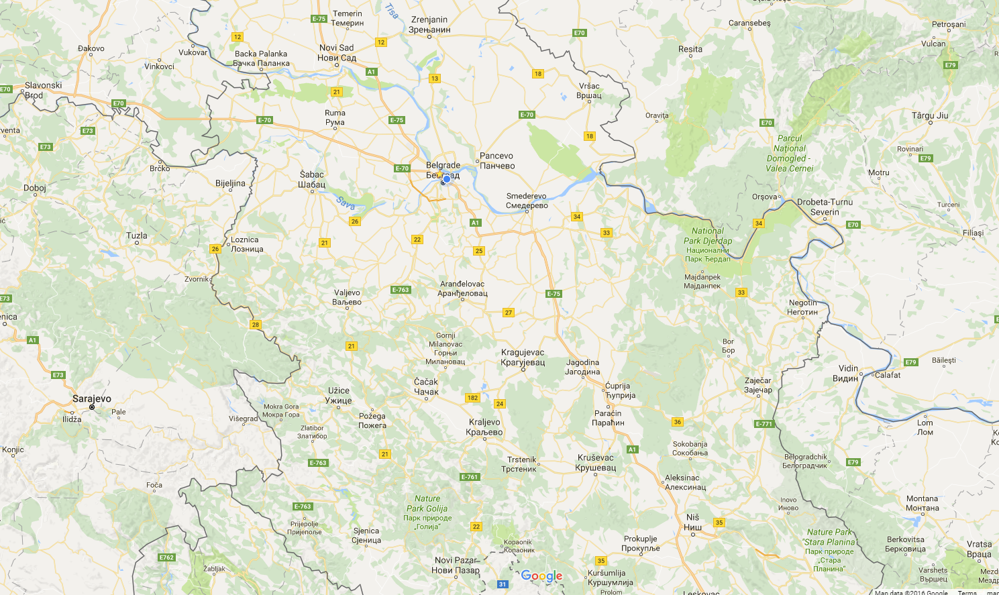 Temerin
Темерин
Tisa
E-75
Zrenjanin
Зрењанин
E70
Caransebeş
Petroşani
Vulcan
12
Đakovo
Vukovar
Vinkovci
Backa Palanka
Бачка Паланка
Novi Sad
Нови Сад
12
A1
13
18
Resita
E79
Slavonski
Brod
E70
E70
21
Vršac
Вршац
Ruma
Рума
E-70
E-75
E-70
Oraviţa
E70
Târgu Jiu
E73
E73
18
Parcul
Naţional
Domogled -
Valea Cernei
Rovinari
E79
Brčko
Belgrade
Београд
E-70
Pancevo
Панчево
Motru
Doboj
Bijeljina
Šabac
Шабац
Sava
Smederevo
Смедерево
Orşova
Drobeta-Turnu
Severin
Turceni
E70
Filiaşi
26
A1
34
34
33
Tuzla
Loznica
Лозница
26
21
22
25
National
Park Djerdap
Национални
Парк Ђердап
Zvornik
Majdanpek
Мајданпек
E73
Valjevo
Ваљево
E-763
Aranđelovac
Аранђеловац
E-75
33
27
Negotin
Неготин
28
A1
21
Gornji
Milanovac
Горњи
Милановац
Kragujevac
Крагујевац
Jagodina
Јагодина
Bor
Бор
E79
Băileşti
Vidin
Видин
Calafat
E73
Čačak
Чачак
Užice
Ужице
182
24
Ćuprija
Ћуприја
Zaječar
Зајечар
Sarajevo
Pale
Ilidža
Mokra Gora
Мокра Гора
Višegrad
Požega
Пожега
Kraljevo
Краљево
Paraćin
Параћин
36
E-771
Lom
Лом
Zlatibor
Златибор
Konjic
21
A1
Sokobanja
Сокобања
E-763
Trstenik
Трстеник
Kruševac
Крушевац
Belogradchik
Белоградчик
E79
E-761
Foča
Aleksinac
Алексинац
Nature
Park Golija
Парк природе
„Голија"
E-763
Inovo
Иново
Montana
Монтана
Prijepolje
Пријепоље
22
Niš
Ниш
35
Sjenica
Сјеница
Nature Park
"Stara Planina"
Парк природе
„Стара
Планина"
Kopaonik
Копаоник
Prokuplje
Прокупље
Berkovitsa
Берковица
Vratsa
Враца
E762
Novi Pazar
Нови Пазар
35
Žabljak
Google
Kuršumlija
Куршумлија
Varshets
Вършец
31
Prolom
Leskovac
Map data ©2016 Google
Terms